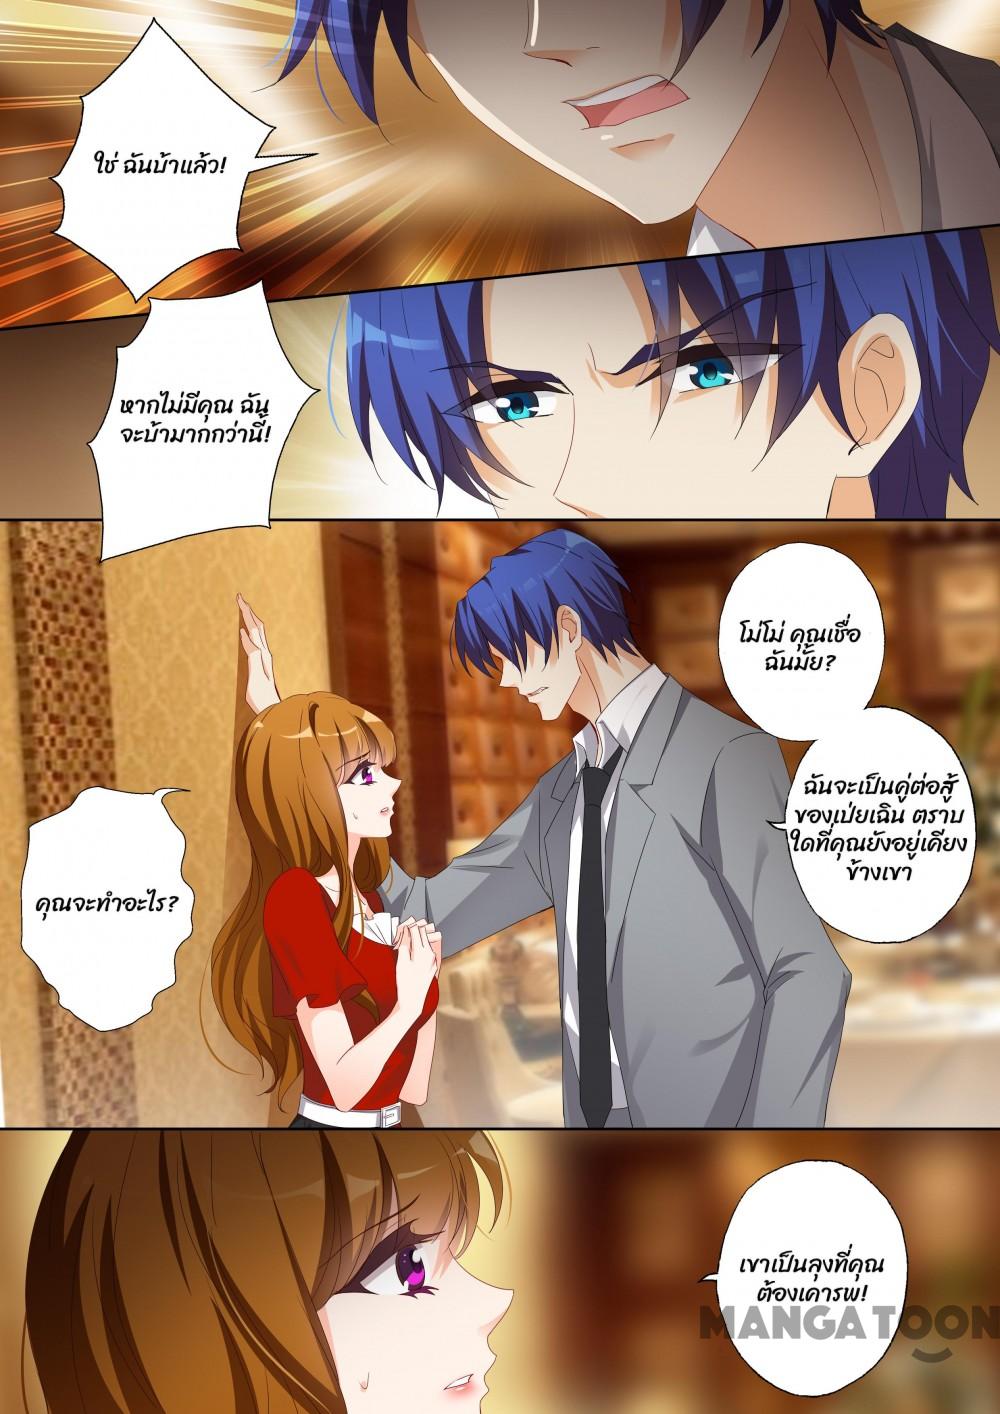 ใช่ ฉันบ้าแล้ว!
หากไม่มีคุณ ฉัน
จะบ้ามากกว่านี้!
โม่โม่ คุณเชื่อ
ฉันมั้ย?
ฉันจะเป็นคู่ต่อสู้
ของเป่ยเฉิน ตราบ
ใดที่คุณยังอยู่เคียง
ข้างเขา
คุณจะทำอะไร?
เขาเป็นลุงที่คุณ
ต้องเคารพ!
MANGATOON